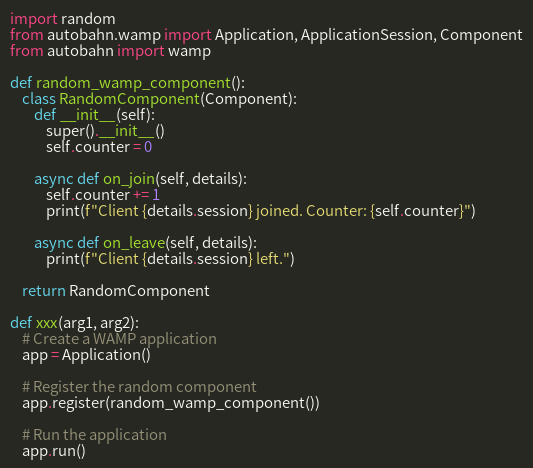 import random
from autobahn.wamp import Application, ApplicationSession, Component
from autobahn import wamp

def random_wamp_component():
    class RandomComponent(Component):
        def __init__(self):
            super().__init__()
            self.counter = 0

        async def on_join(self, details):
            self.counter += 1
            print(f"Client {details.session} joined. Counter: {self.counter}")

        async def on_leave(self, details):
            print(f"Client {details.session} left.")

    return RandomComponent

def xxx(arg1, arg2):
    # Create a WAMP application
    app = Application()

    # Register the random component
    app.register(random_wamp_component())

    # Run the application
    app.run()